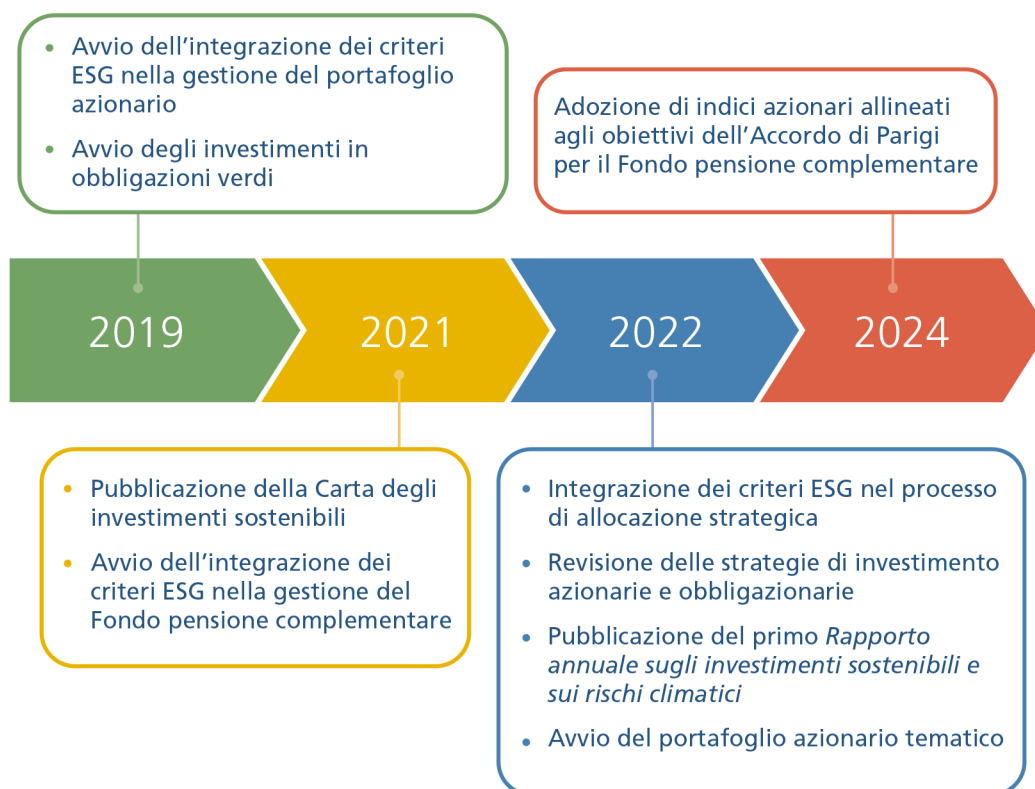 • Avvio dell’integrazione dei criteri
ESG nella gestione del portafoglio
azionario
• Avvio degli investimenti in
obbligazioni verdi
Adozione di indici azionari allineati
agli obiettivi dell’Accordo di Parigi
per il Fondo pensione complementare
2019
2021
2022
2024
• Pubblicazione della Carta degli
investimenti sostenibili
• Avvio dell’integrazione dei
criteri ESG nella gestione del
Fondo pensione complementare
• Integrazione dei criteri ESG nel processo
di allocazione strategica
• Revisione delle strategie di investimento
azionarie e obbligazionarie
• Pubblicazione del primo Rapporto
annuale sugli investimenti sostenibili e
sui rischi climatici
• Avvio del portafoglio azionario tematico